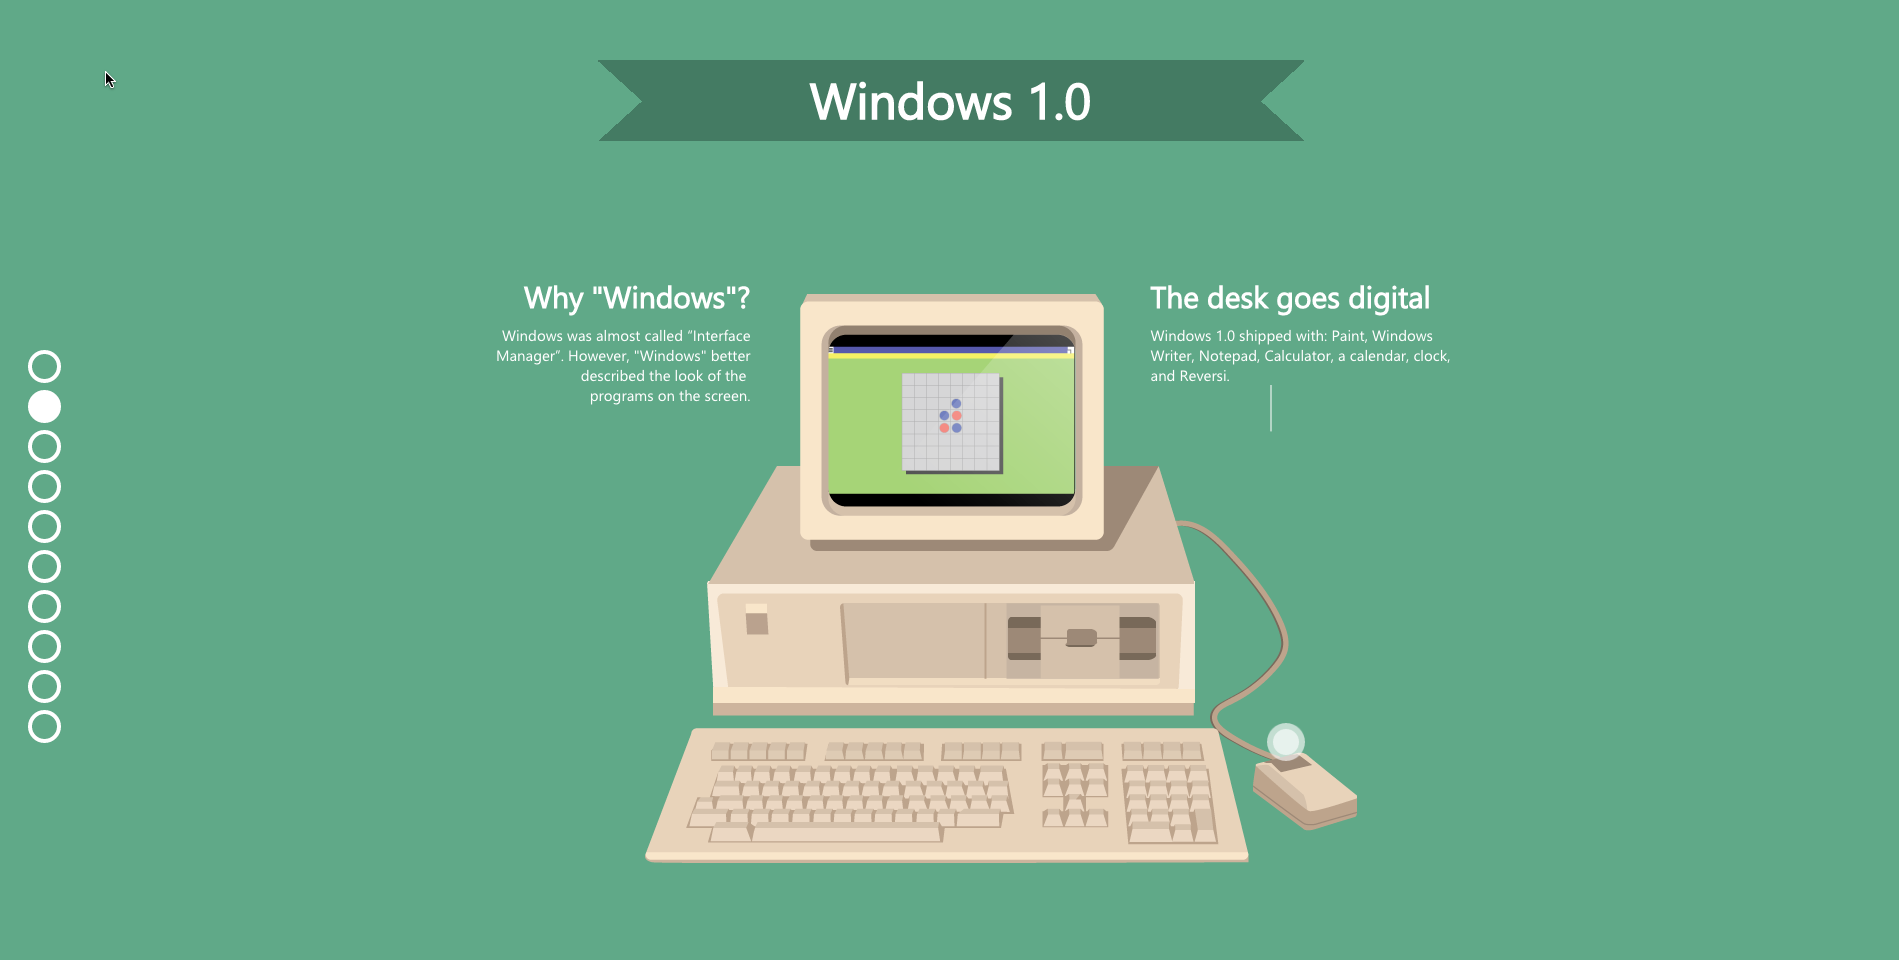 Windows 1.0
Why "Windows"?
Windows was almost called “Interface
Manager”. However, "Windows" better
described the look of the
programs on the screen.
The desk goes digital
Windows 1.0 shipped with: Paint, Windows
Writer, Notepad, Calculator, a calendar, clock,
and Reversi.